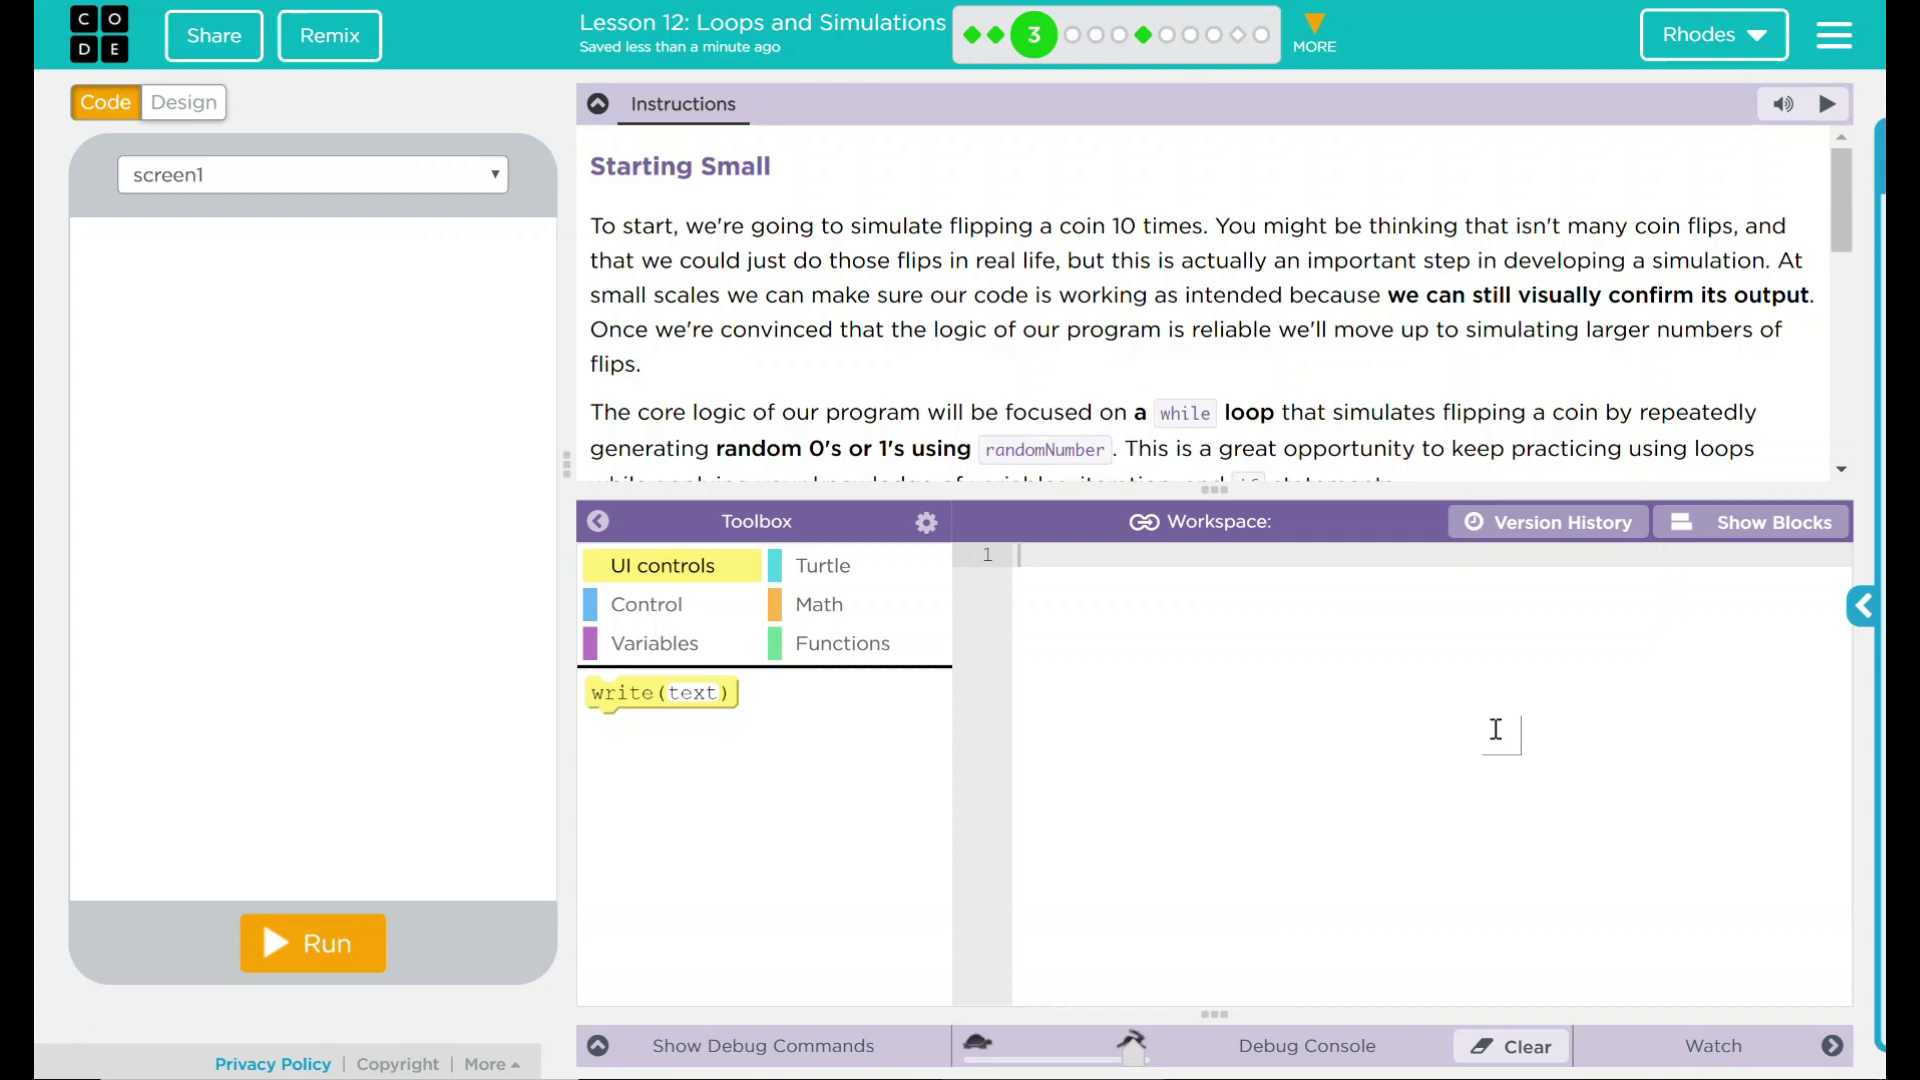 C O
D E
Share
Remix
Lesson 12: Loops and Simulations
Saved less than a minute ago
3
MORE
Rhodes
Code
Design
screen1
Instructions
Starting Small
To start, we're going to simulate flipping a coin 10 times. You might be thinking that isn't many coin flips, and
that we could just do those flips in real life, but this is actually an important step in developing a simulation. At
small scales we can make sure our code is working as intended because we can still visually confirm its output.
Once we're convinced that the logic of our program is reliable we'll move up to simulating larger numbers of
flips.
The core logic of our program will be focused on a while loop that simulates flipping a coin by repeatedly
generating random 0's or 1's using randomNumber. This is a great opportunity to keep practicing using loops
Toolbox
Workspace:
Version History
Show Blocks
UI controls
Turtle
Control
Math
Variables
Functions
write(text)
1
Run
Show Debug Commands
Debug Console
Clear
Watch
Privacy Policy | Copyright | More